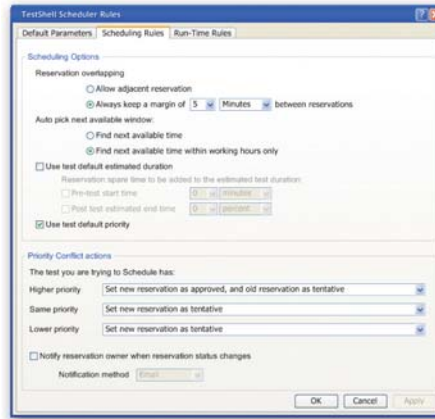 TestShell Scheduler Rules
Default Parameters Scheduling Rules Run-Time Rules
Scheduling Options
Reservation overlapping
Allow adjacent reservation
Always keep a margin of 5 Minutes between reservations
Auto pick next available window:
Find next available time
Find next available time within working hours only
Use test default estimated duration
Reservation spare time to be added to the estimated test duration
Pre-test start time 0 minutes
Post test estimated end time 0 percent
Use test default priority
Priority Conflict actions
The test you are trying to Schedule has:
Higher priority Set new reservation as approved, and old reservation as tentative
Same priority Set new reservation as tentative
Lower priority Set new reservation as tentative
Notify reservation owner when reservation status changes
Notification method Email
OK Cancel Apply